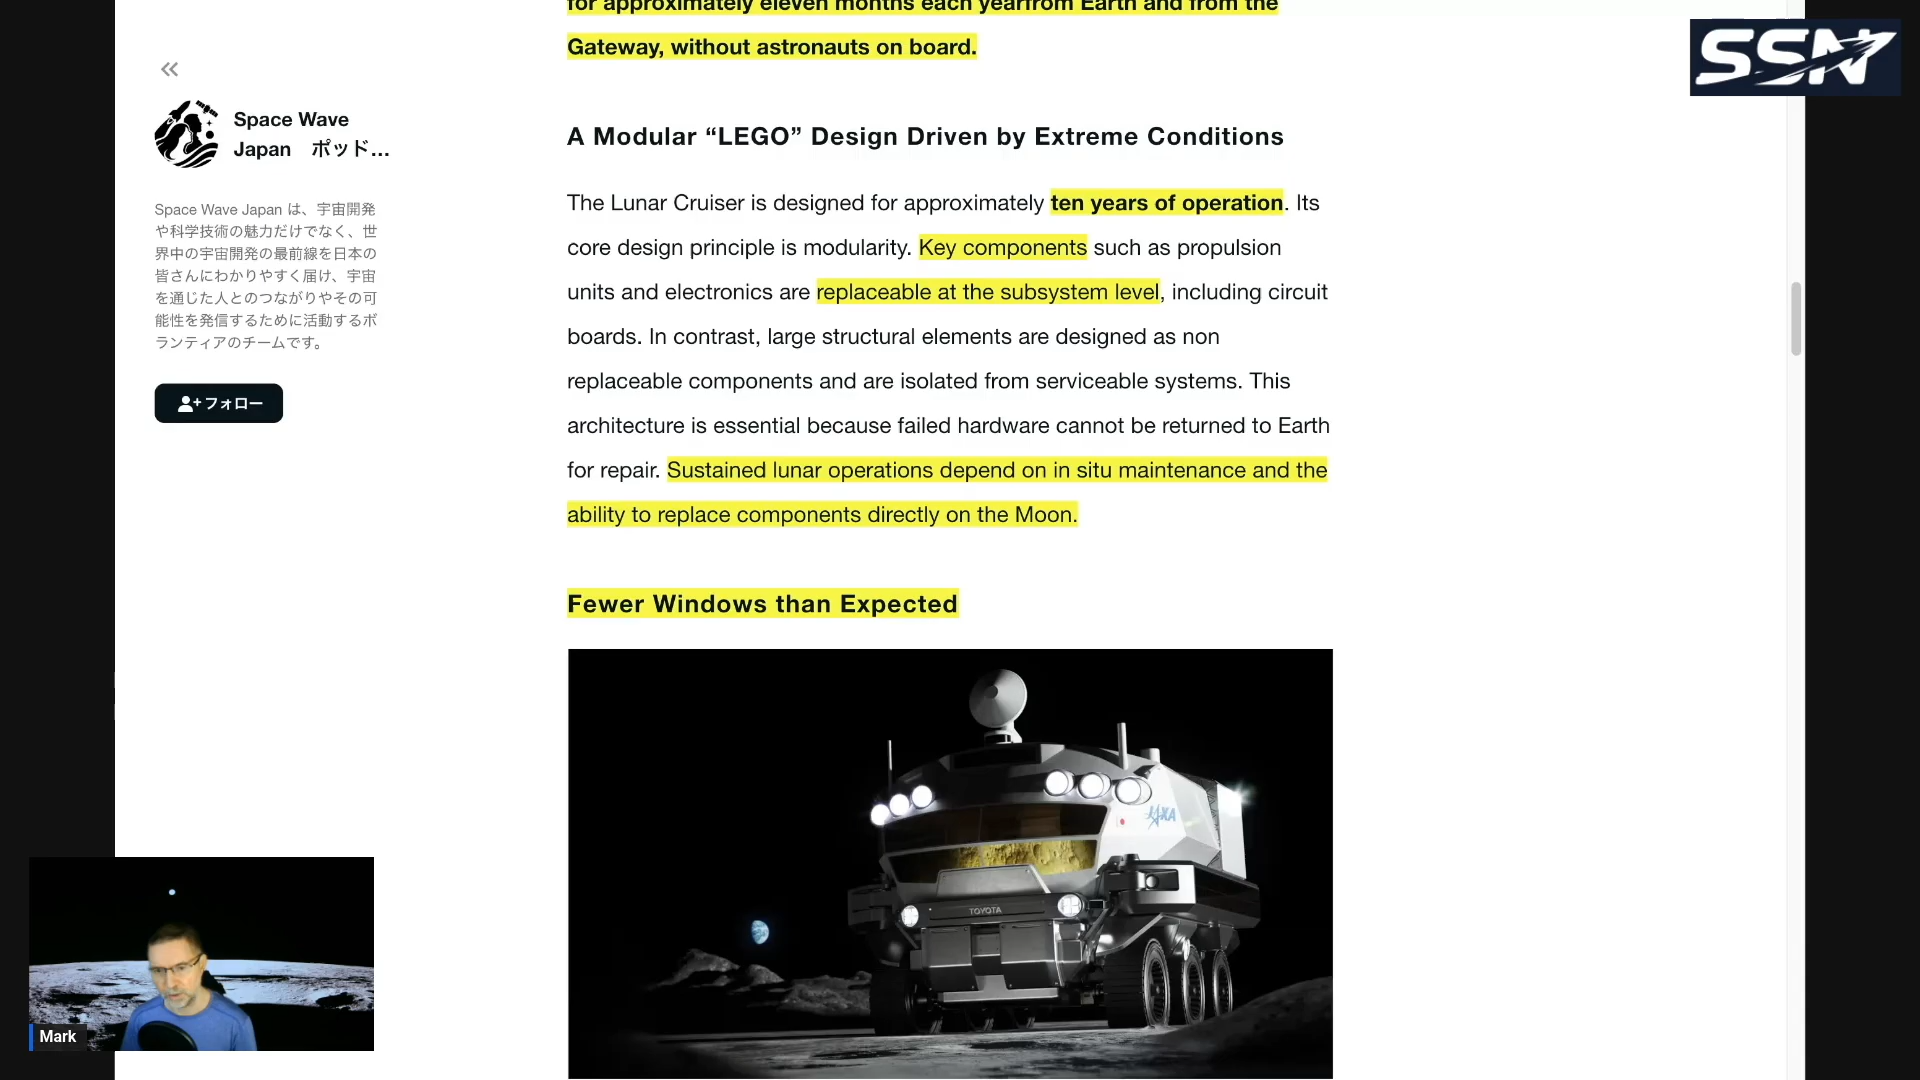 for approximately eleven months each yearfrom Earth and from the
Gateway, without astronauts on board.
SSN
Space Wave
Japan ポッド...
Space Wave Japan は、宇宙開発
や科学技術の魅力だけでなく、世
界中の宇宙開発の最前線を日本の
皆さんにわかりやすく届け、宇宙
を通じた人とのつながりやその可
能性を発信するために活動するボ
ランティアのチームです。
フォロー
A Modular “LEGO” Design Driven by Extreme Conditions
The Lunar Cruiser is designed for approximately ten years of operation. Its
core design principle is modularity. Key components such as propulsion
units and electronics are replaceable at the subsystem level, including circuit
boards. In contrast, large structural elements are designed as non
replaceable components and are isolated from serviceable systems. This
architecture is essential because failed hardware cannot be returned to Earth
for repair. Sustained lunar operations depend on in situ maintenance and the
ability to replace components directly on the Moon.
Fewer Windows than Expected
JAXA
TOYOTA
Mark